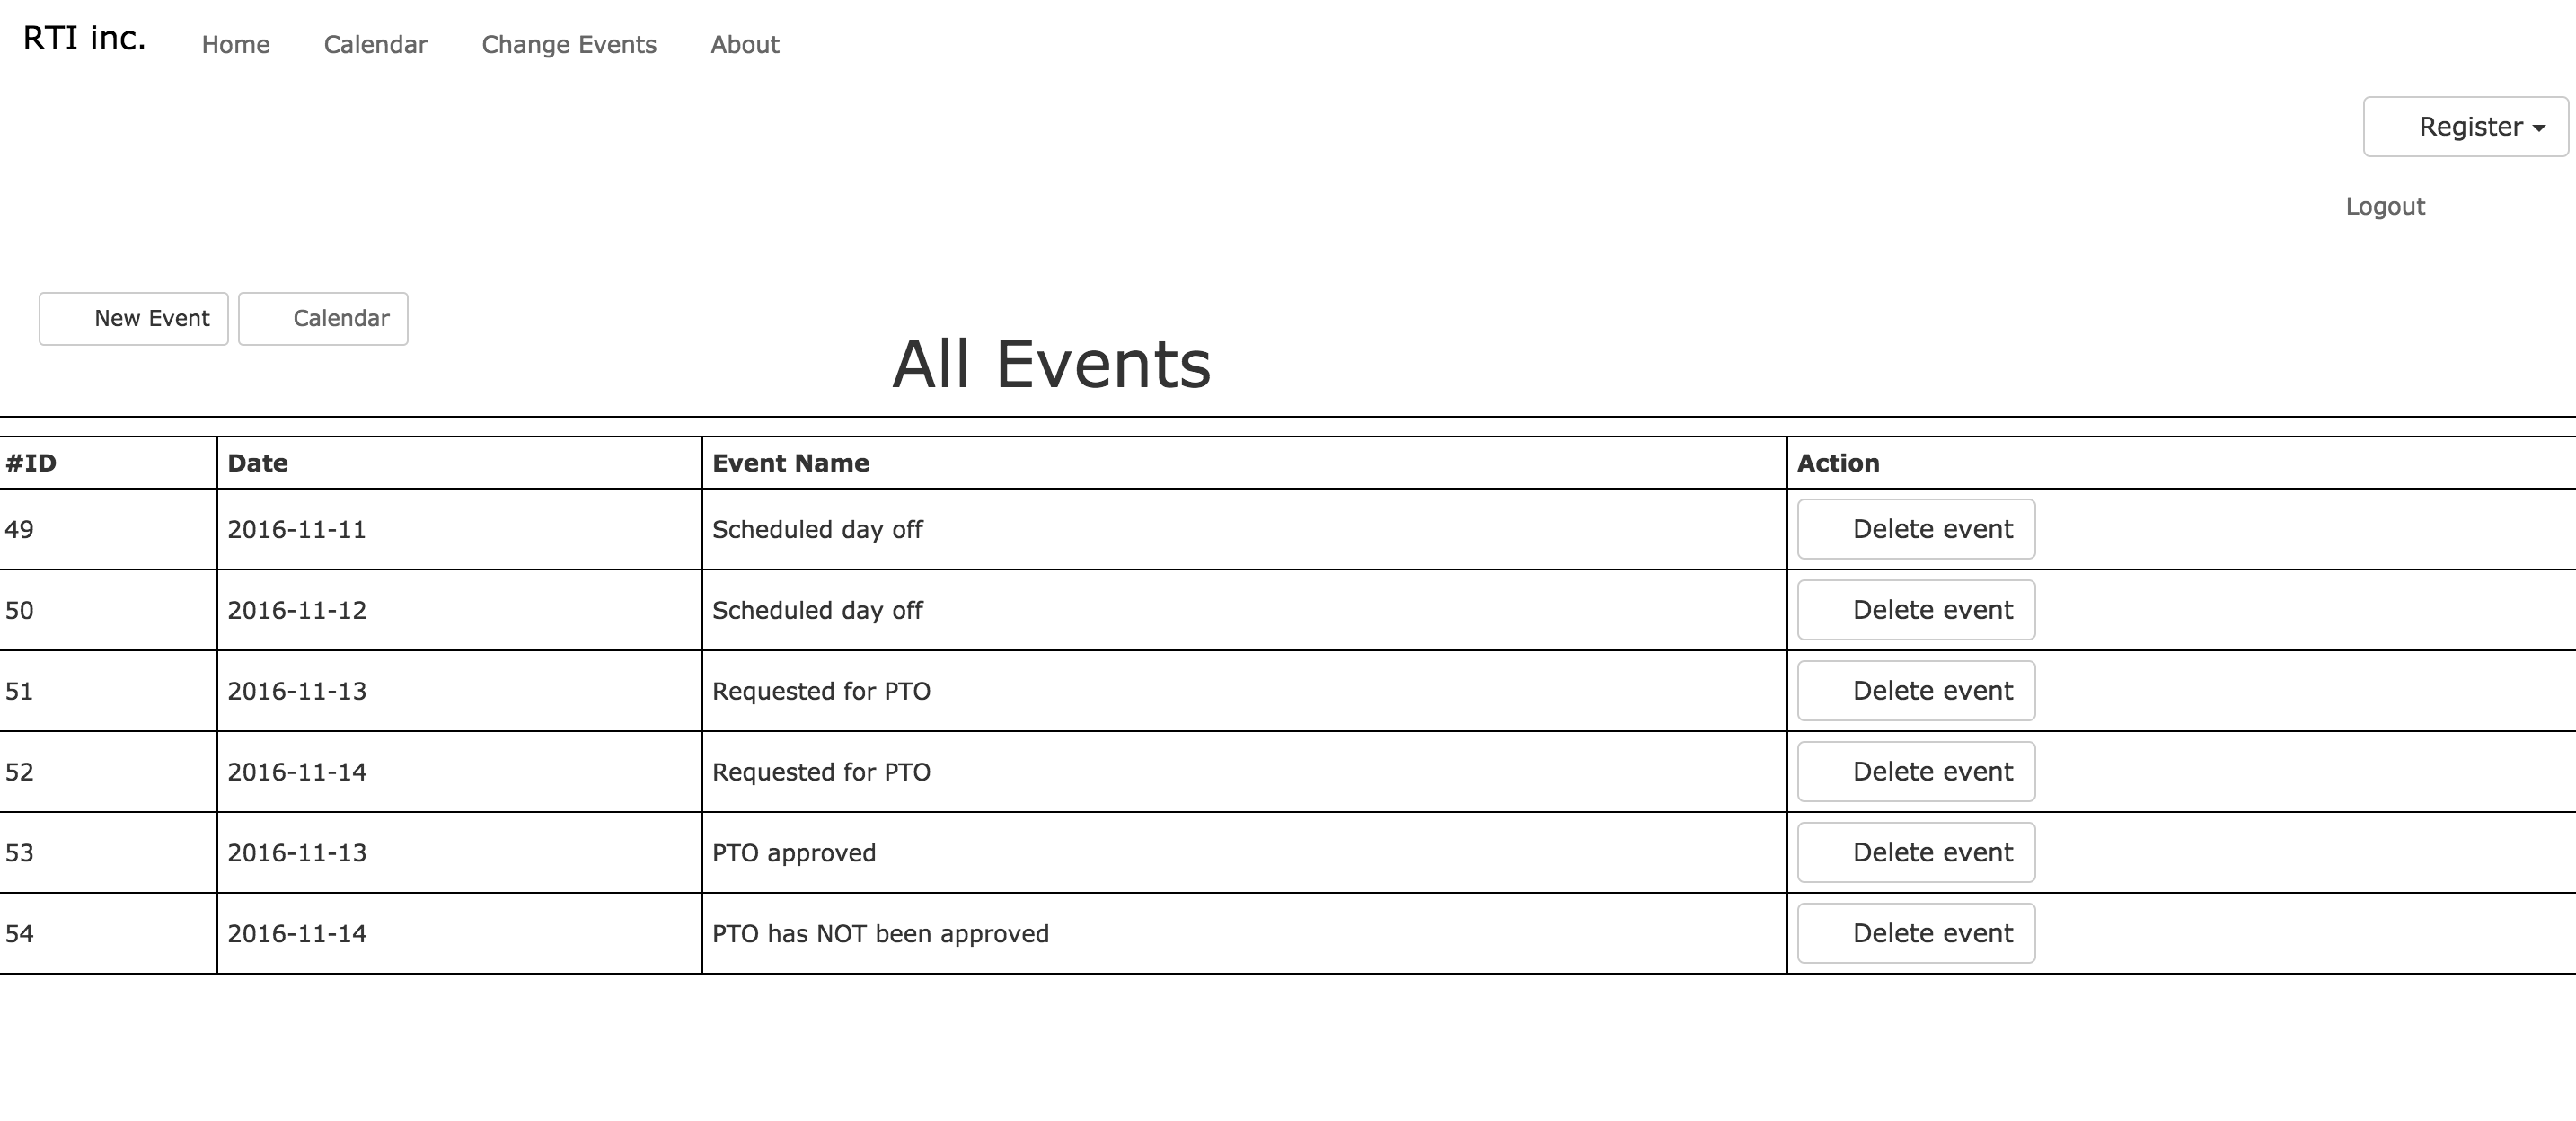 RTI inc. Home Calendar Change Events About
Register
Logout
New Event Calendar
All Events
#ID Date Event Name Action
49 2016-11-11 Scheduled day off Delete event
50 2016-11-12 Scheduled day off Delete event
51 2016-11-13 Requested for PTO Delete event
52 2016-11-14 Requested for PTO Delete event
53 2016-11-13 PTO approved Delete event
54 2016-11-14 PTO has NOT been approved Delete event